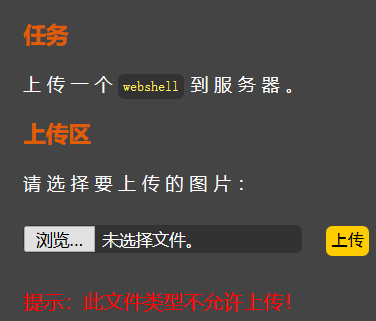 任务
上传一个 webshell 到服务器。
上传区
请选择要上传的图片：
浏览... 未选择文件。 上传
提示：此文件类型不允许上传！